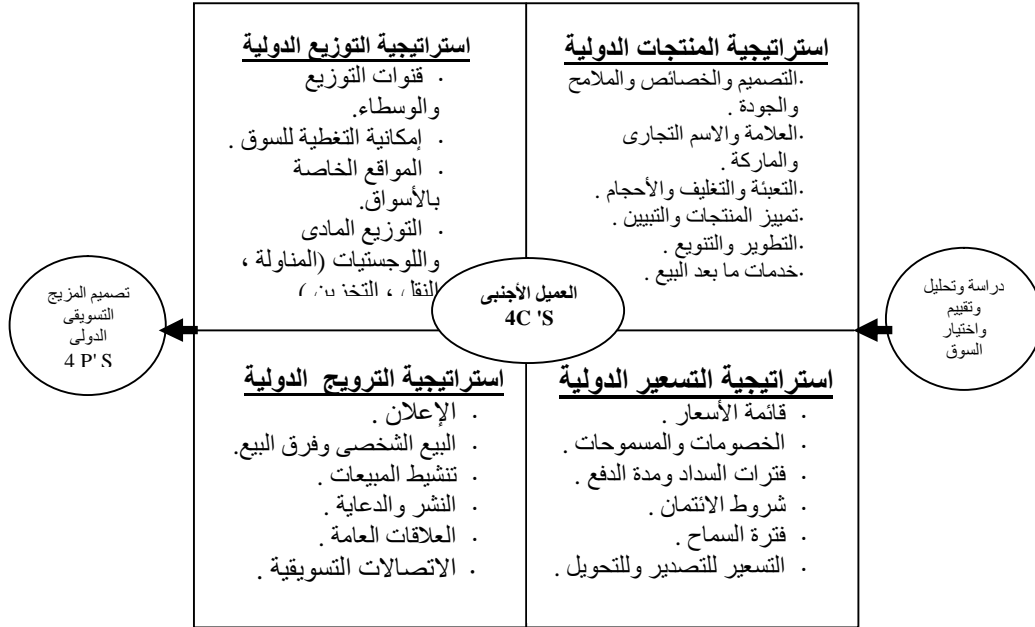 استراتيجية المنتجات الدولية
·التصميم والخصائص والملامح
والجودة .
·العلامة والاسم التجارى
والماركة .
·التعبئة والتغليف والأحجام .
·تمييز المنتجات والتبيين .
·التطوير والتنويع .
·خدمات ما بعد البيع .
استراتيجية التوزيع الدولية
· قنوات التوزيع
والوسطاء.
· إمكانية التغطية للسوق .
· المواقع الخاصة
بالأسواق.
· التوزيع المادى
واللوجستيات (المناولة ،
النقل ، التخزين )
دراسة وتحليل
وتقييم
واختيار
السوق
العميل الأجنبى
4C 'S
تصميم المزيج
التسويقى
الدولى
4 P' S
استراتيجية التسعير الدولية
· قائمة الأسعار .
· الخصومات والمسموحات .
· فترات السداد ومدة الدفع .
· شروط الائتمان .
· فترة السماح .
· التسعير للتصدير وللتحويل .
استراتيجية الترويج الدولية
· الإعلان .
· البيع الشخصى وفرق البيع.
· تنشيط المبيعات .
· النشر والدعاية .
· العلاقات العامة .
· الاتصالات التسويقية .